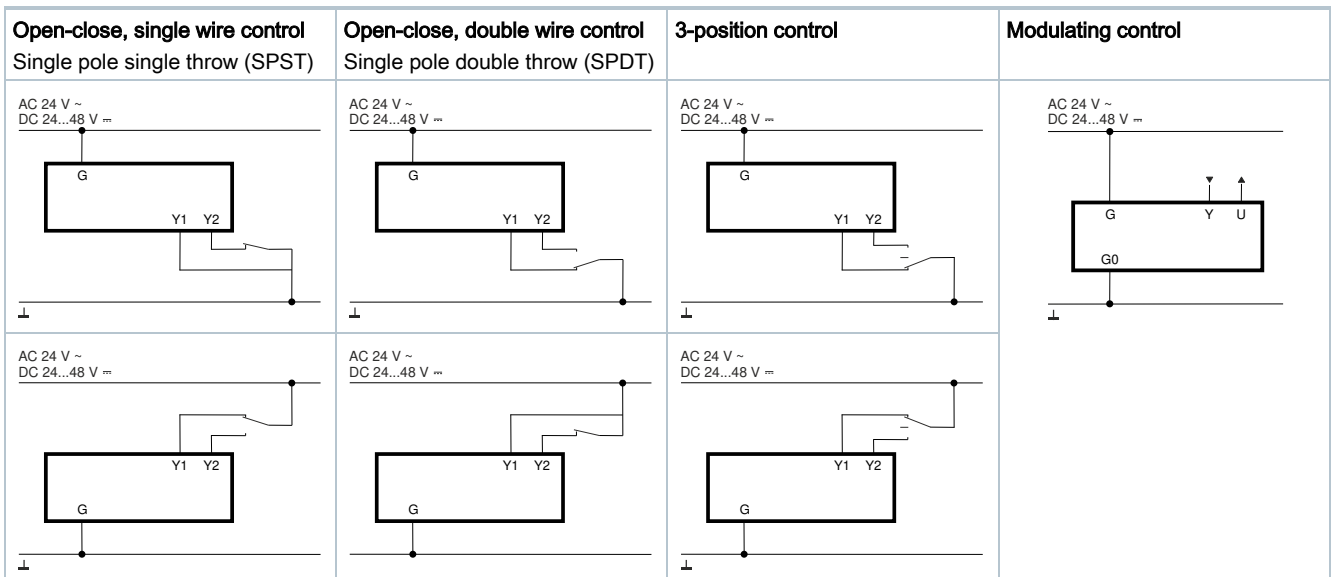 Open-close, single wire control
Single pole single throw (SPST)
Open-close, double wire control
Single pole double throw (SPDT)
3-position control
Modulating control
AC 24 V ~
DC 24...48 V ⎓
G
Y1 Y2
AC 24 V ~
DC 24...48 V ⎓
G
Y1 Y2
AC 24 V ~
DC 24...48 V ⎓
G
Y1 Y2
AC 24 V ~
DC 24...48 V ⎓
G Y U
G0
AC 24 V ~
DC 24...48 V ⎓
Y1 Y2
G
AC 24 V ~
DC 24...48 V ⎓
Y1 Y2
G
AC 24 V ~
DC 24...48 V ⎓
Y1 Y2
G